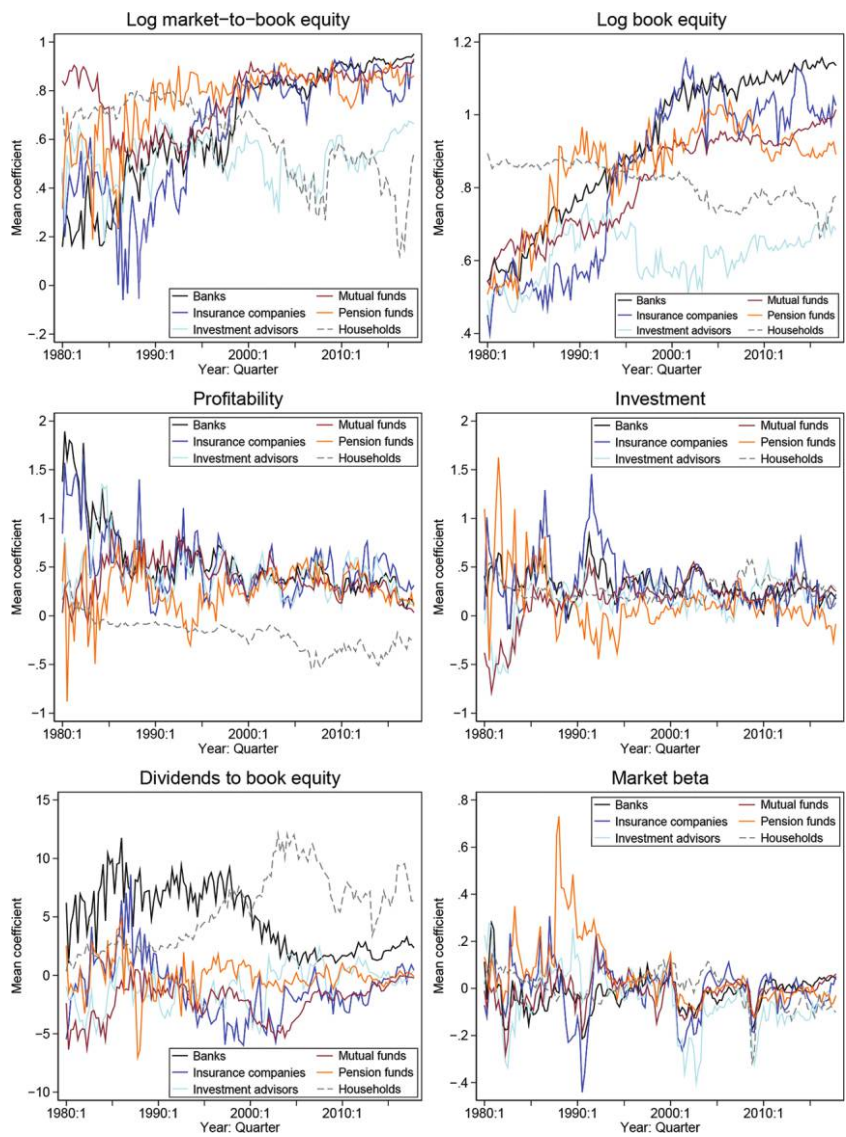 Log market-to-book equity
Mean coefficient
1
.8
.6
.4
.2
0
-.2
Banks
Mutual funds
Insurance companies
Pension funds
Investment advisors
Households
1980:1 1990:1 2000:1 2010:1
Year: Quarter
Log book equity
Mean coefficient
1.2
1
.8
.6
.4
Banks
Mutual funds
Insurance companies
Pension funds
Investment advisors
Households
1980:1 1990:1 2000:1 2010:1
Year: Quarter
Profitability
Mean coefficient
2
1.5
1
.5
0
-.5
-1
Banks
Mutual funds
Insurance companies
Pension funds
Investment advisors
Households
1980:1 1990:1 2000:1 2010:1
Year: Quarter
Investment
Mean coefficient
2
1.5
1
.5
0
-.5
-1
Banks
Mutual funds
Insurance companies
Pension funds
Investment advisors
Households
1980:1 1990:1 2000:1 2010:1
Year: Quarter
Dividends to book equity
Mean coefficient
15
10
5
0
-5
-10
Banks
Mutual funds
Insurance companies
Pension funds
Investment advisors
Households
1980:1 1990:1 2000:1 2010:1
Year: Quarter
Market beta
Mean coefficient
.8
.6
.4
.2
0
-.2
-.4
Banks
Mutual funds
Insurance companies
Pension funds
Investment advisors
Households
1980:1 1990:1 2000:1 2010:1
Year: Quarter